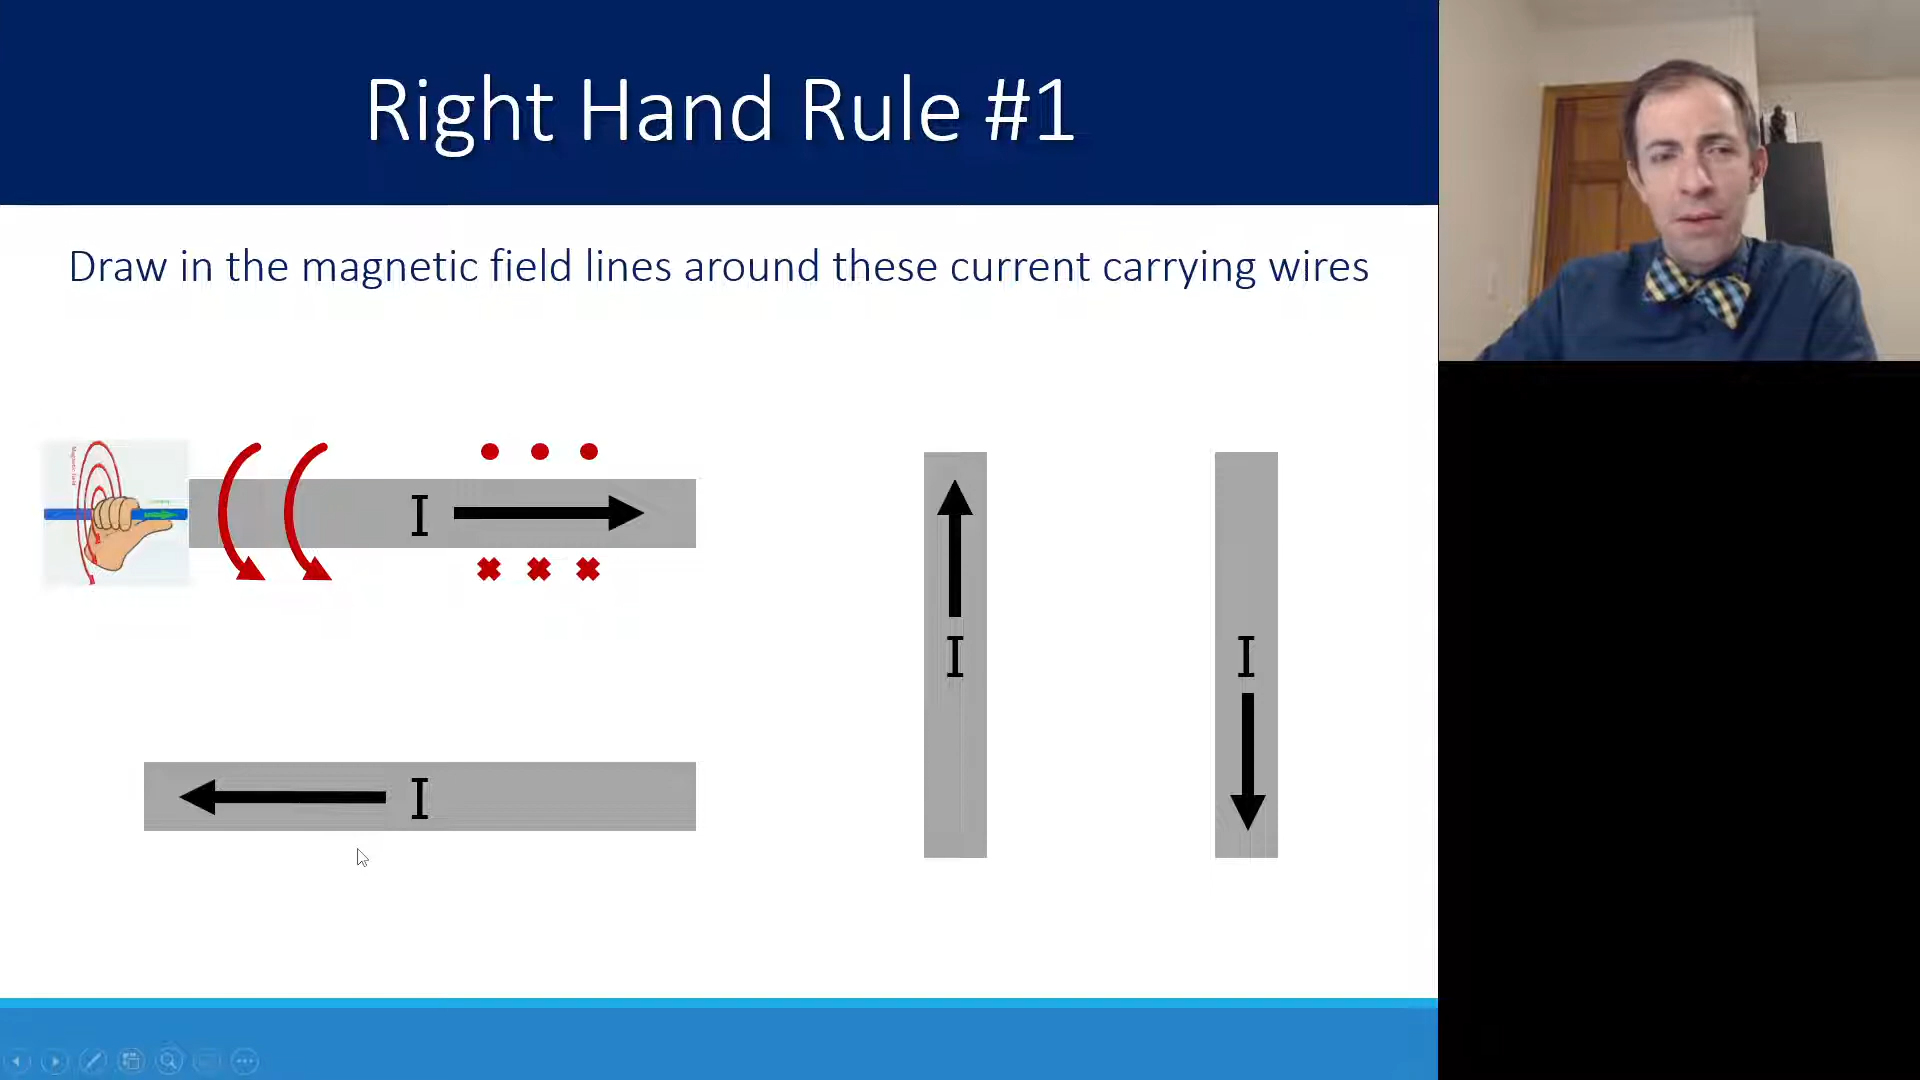 Right Hand Rule #1
Draw in the magnetic field lines around these current carrying wires
I
I
I
I